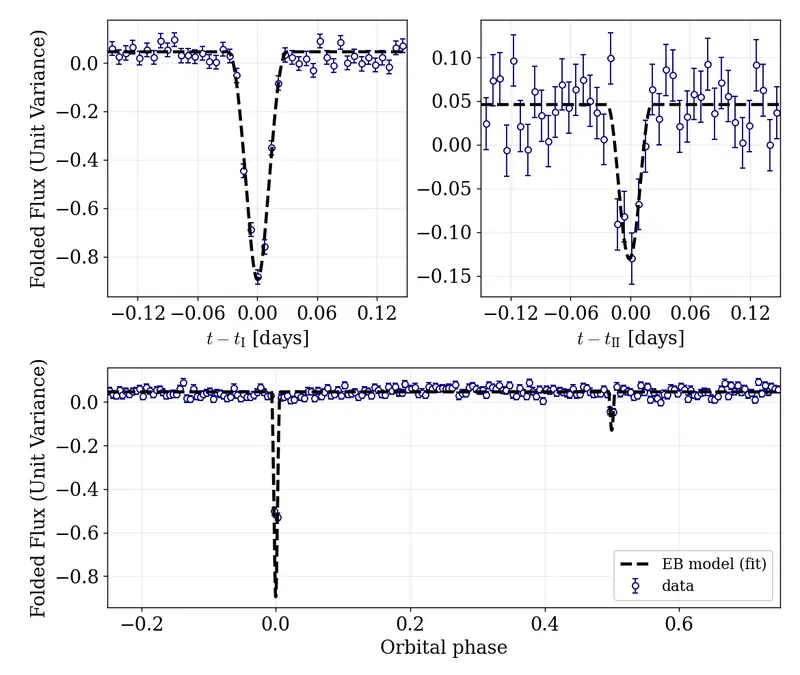 Folded Flux (Unit Variance)
0.0
−0.2
−0.4
−0.6
−0.8
−0.12 −0.06 0.00 0.06 0.12
t − tI [days]
0.10
0.05
0.00
−0.05
−0.10
−0.15
−0.12 −0.06 0.00 0.06 0.12
t − tII [days]
Folded Flux (Unit Variance)
0.0
−0.2
−0.4
−0.6
−0.8
EB model (fit)
data
−0.2 0.0 0.2 0.4 0.6
Orbital phase